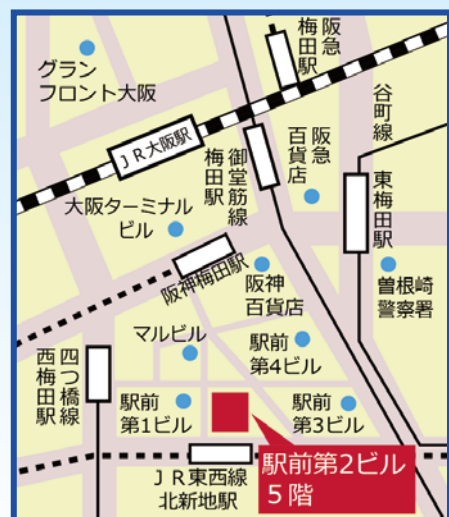 阪急
梅田駅
グラン
フロント大阪
谷町線
ＪＲ大阪駅
御堂筋線
梅田駅
阪急
百貨店
東梅田駅
大阪ターミナル
ビル
阪神梅田駅
阪神
百貨店
曽根崎
警察署
マルビル
駅前
第4ビル
四つ橋線
西梅田駅
駅前
第1ビル
駅前
第3ビル
駅前第2ビル
５階
ＪＲ東西線
北新地駅